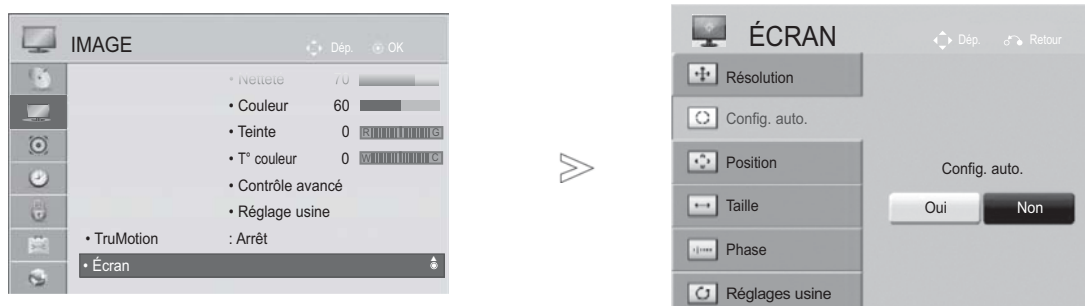 IMAGE
Dép. OK
• Netteté 70
• Couleur 60
• Teinte 0 R G
• T° couleur 0 W C
• Contrôle avancé
• Réglage usine
• TruMotion : Arrêt
• Écran
ÉCRAN
Dép. Retour
Résolution
Config. auto.
Position
Taille
Phase
Réglages usine
Config. auto.
Oui Non